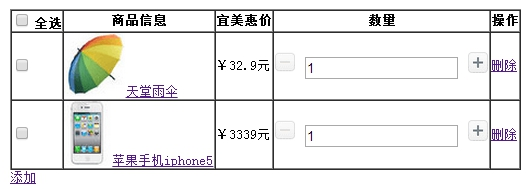 全选 商品信息 宜美惠价 数量 操作
天堂雨伞 ￥32.9元 1 删除
苹果手机iphone5 ￥3339元 1 删除
添加